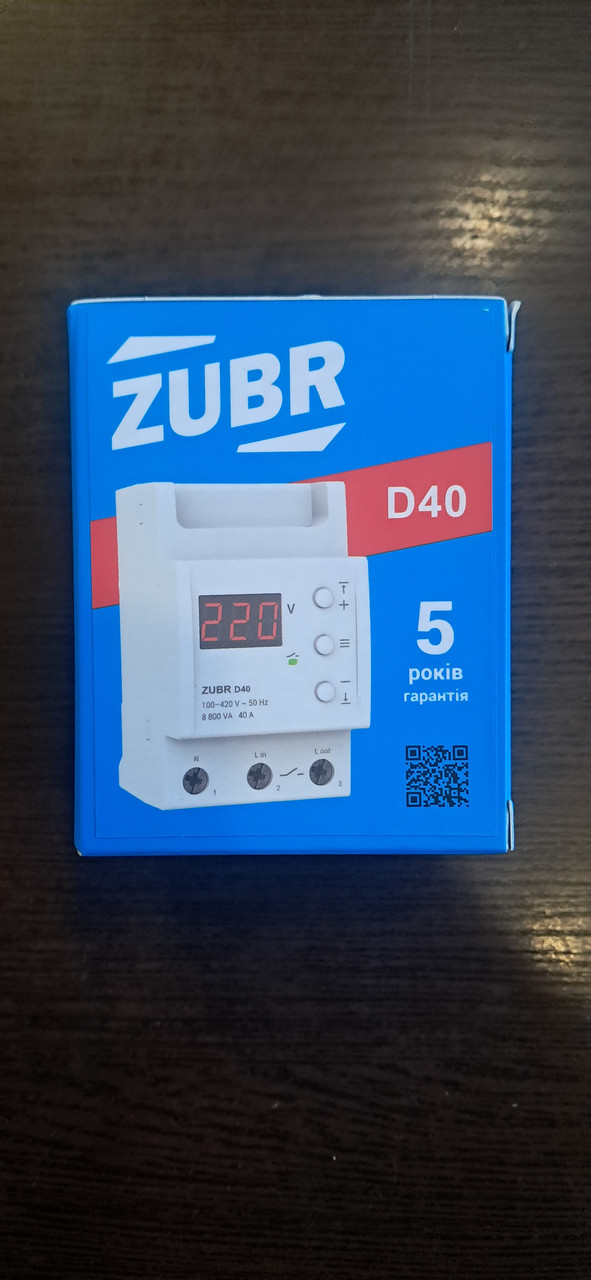 ZUBR
D40
220 V
+
ZUBR D40
100–420 V ~ 50 Hz
8 800 VA 40 A
5
років
гарантія
N L in L out
1 2 3